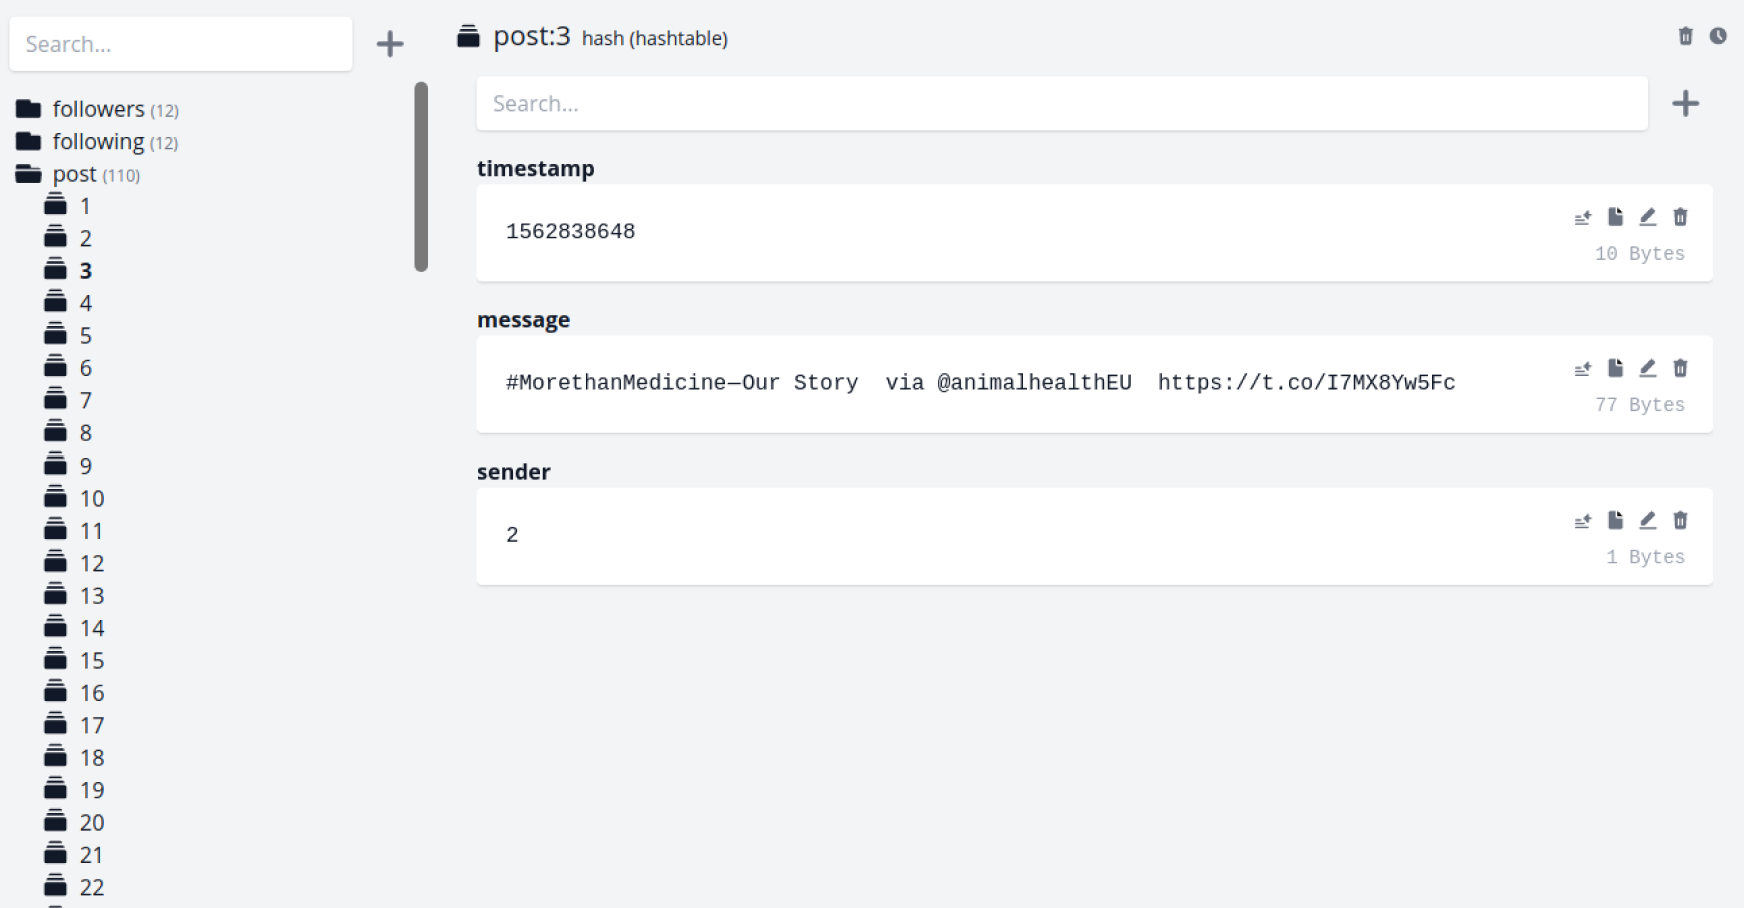 Search...
followers (12)
following (12)
post (110)
1
2
3
4
5
6
7
8
9
10
11
12
13
14
15
16
17
18
19
20
21
22
post:3 hash (hashtable)
Search...
timestamp
1562838648
10 Bytes
message
#MorethanMedicine—Our Story  via @animalhealthEU  https://t.co/I7MX8Yw5Fc
77 Bytes
sender
2
1 Bytes